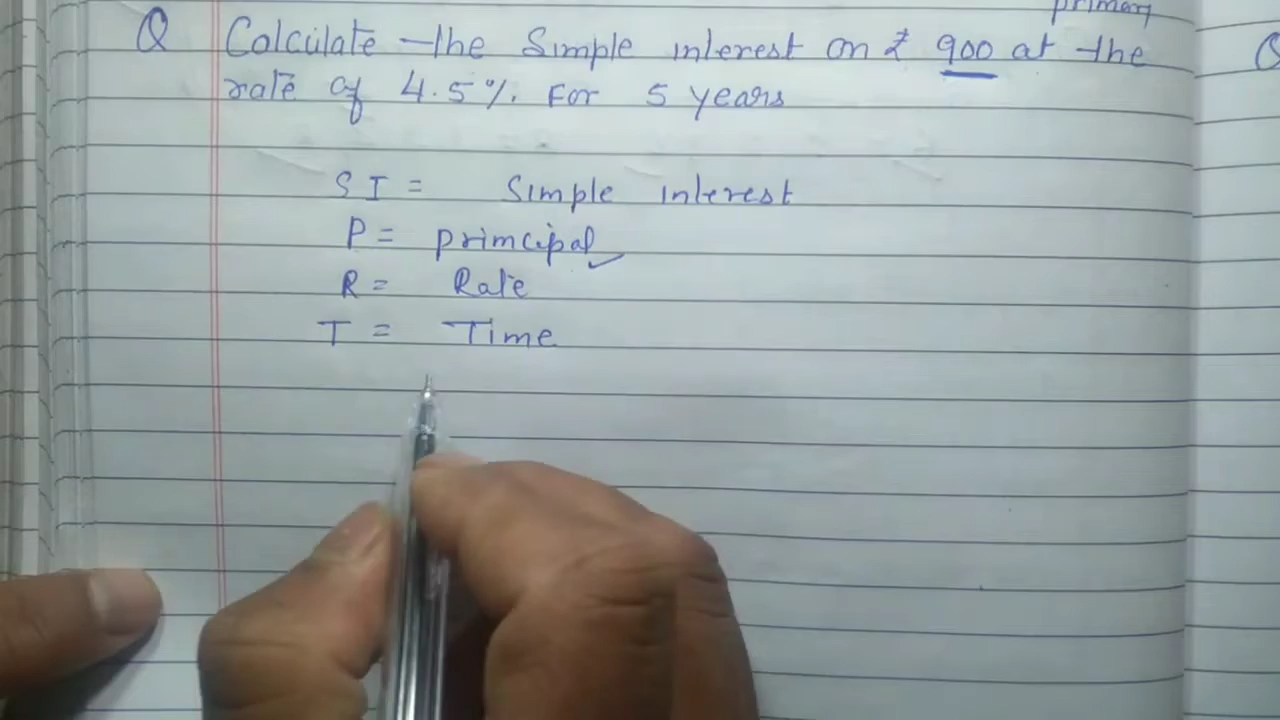 primary
Q Calculate the Simple interest on ₹ 900 at the
rate of 4.5%. For 5 years
SI = Simple interest
P = principal
R = Rate
T = Time